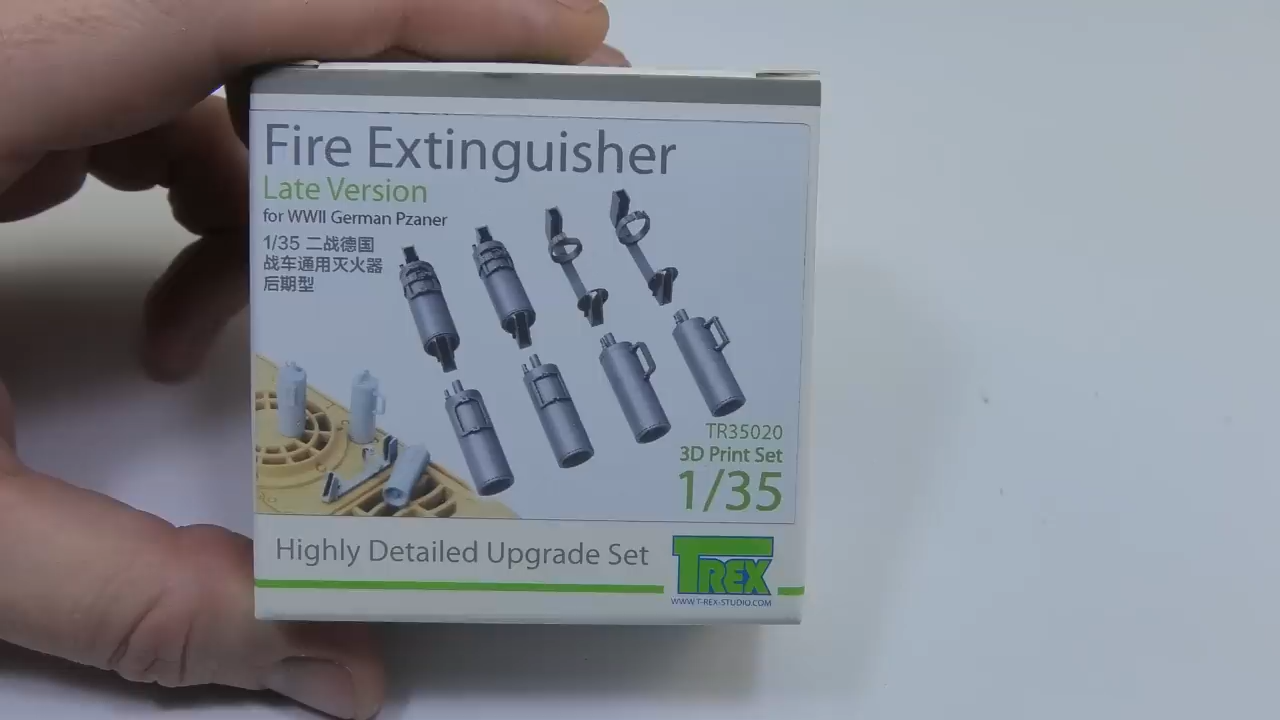 Fire Extinguisher
Late Version
for WWII German Pzaner
1/35 二战德国
战车通用灭火器
后期型
TR35020
3D Print Set
1/35
Highly Detailed Upgrade Set
T-REX
WWW.T-REX-STUDIO.COM